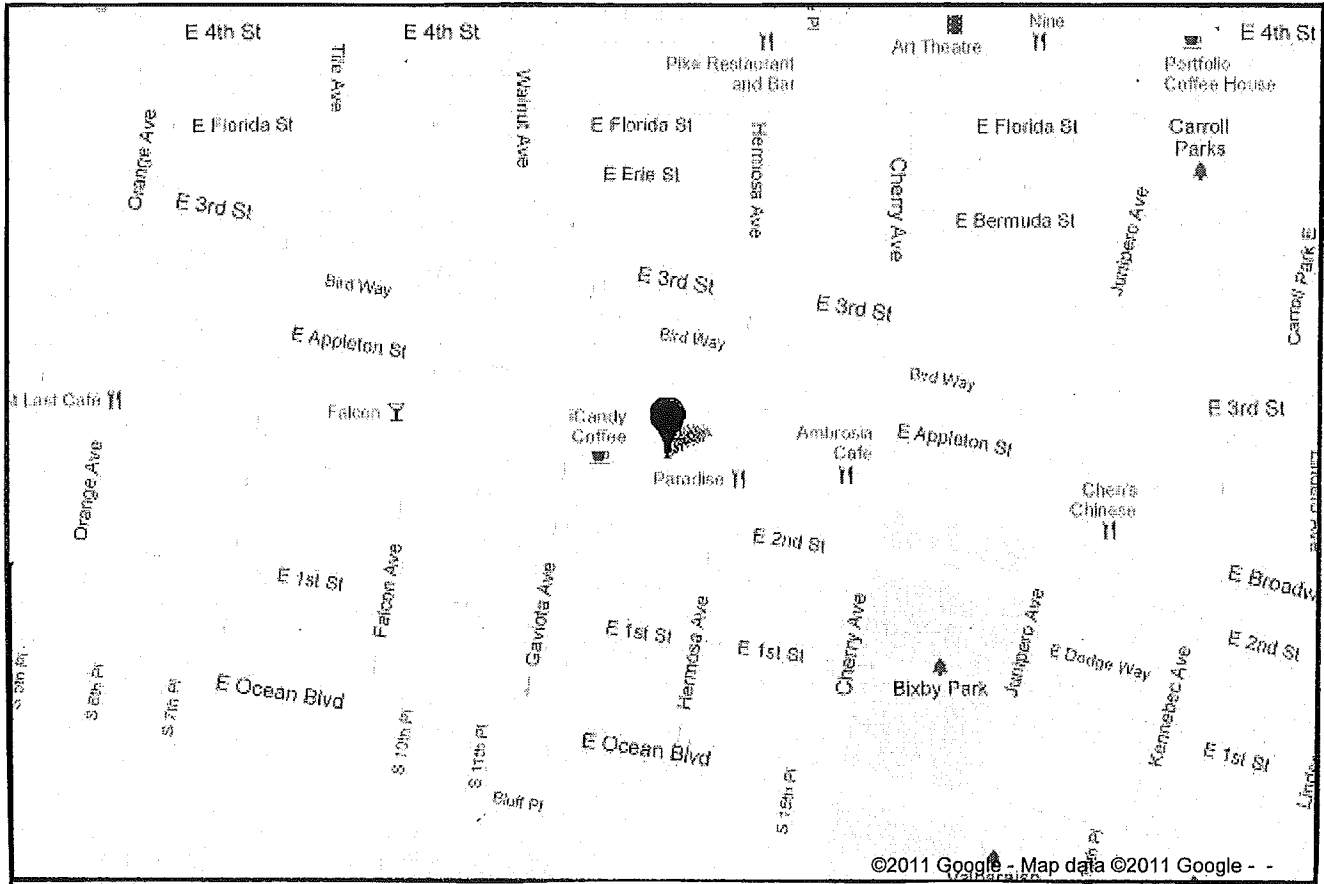 E 4th St
E 4th St
Pl
Nine
E 4th St
Tile Ave
Art Theatre
Pike Restaurant
and Bar
Portfolio
Coffee House
Walnut Ave
Orange Ave
E Florida St
E Florida St
Hermosa Ave
E Florida St
Carroll
Parks
E Erie St
Cherry Ave
E 3rd St
E Bermuda St
Junipero Ave
Carroll Park E
Bird Way
E 3rd St
E 3rd St
E Appleton St
Bird Way
Bird Way
Last Café
Falcon
iCandy
Coffee
E 3rd St
Ambrosia
Cafe
E Appleton St
Orange Ave
Paradise
Chen's
Chinese
E 2nd St
E 1st St
Falcon Ave
Gaviota Ave
Hermosa Ave
E 1st St
E 1st St
Cherry Ave
Junipero Ave
E Broadw
E 2nd St
E Dodge Way
Kennebec Ave
Bixby Park
S 6th Pl
S 7th Pl
E Ocean Blvd
S 10th Pl
S 11th Pl
E Ocean Blvd
E 1st St
Bluff Pl
S 15th Pl
©2011 Google - Map data ©2011 Google - -